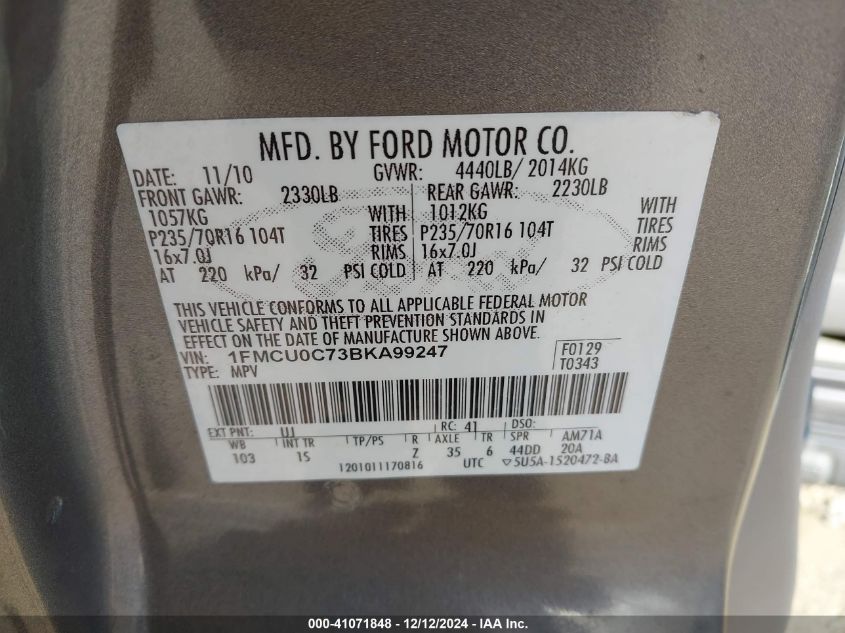 MFD. BY FORD MOTOR CO.
DATE: 11/10 GVWR: 4440LB/ 2014KG
FRONT GAWR: 2330LB REAR GAWR: 2230LB
1057KG WITH 1012KG WITH
P235/70R16 104T TIRES P235/70R16 104T TIRES
16x7.0J RIMS 16x7.0J RIMS
AT 220 kPa/ 32 PSI COLD AT 220 kPa/ 32 PSI COLD
THIS VEHICLE CONFORMS TO ALL APPLICABLE FEDERAL MOTOR
VEHICLE SAFETY AND THEFT PREVENTION STANDARDS IN
EFFECT ON THE DATE OF MANUFACTURE SHOWN ABOVE.
VIN: 1FMCU0C73BKA99247 F0129
TYPE: MPV T0343
EXT PNT: UJ RC: 41 DSO:
WB INT TR TP/PS R AXLE TR SPR AM71A
103 1S Z 35 6 44DD 20A
1201011170816 UTC ▽5U5A-1520472-BA
000-41071848 - 12/12/2024 - IAA Inc.